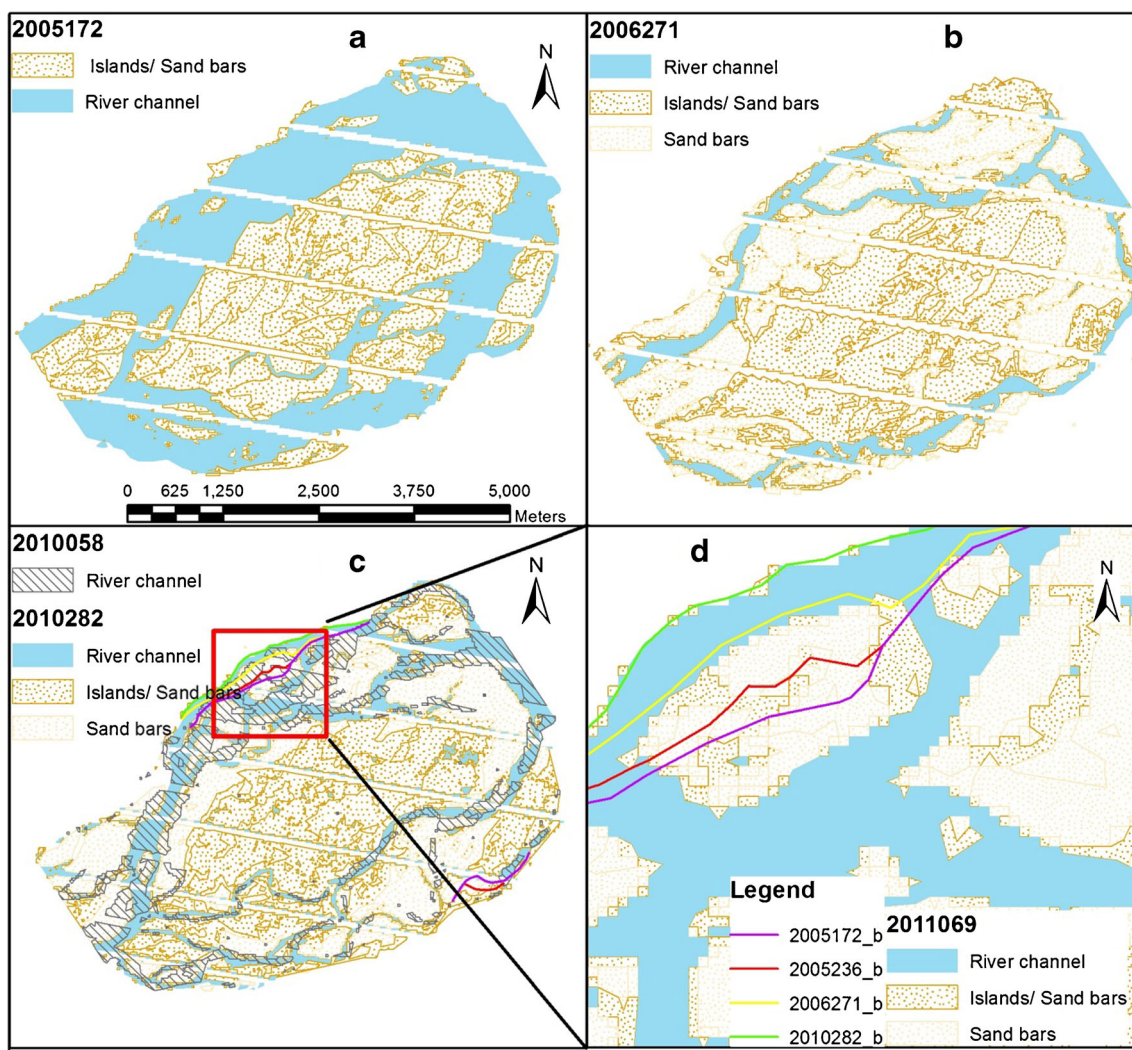 2005172
a
N
Islands/ Sand bars
River channel
0 625 1,250 2,500 3,750 5,000
Meters
2006271
b
N
River channel
Islands/ Sand bars
Sand bars
2010058
c
N
River channel
2010282
River channel
Islands/ Sand bars
Sand bars
d
N
Legend
2005172_b
2005236_b
2006271_b
2010282_b
2011069
River channel
Islands/ Sand bars
Sand bars